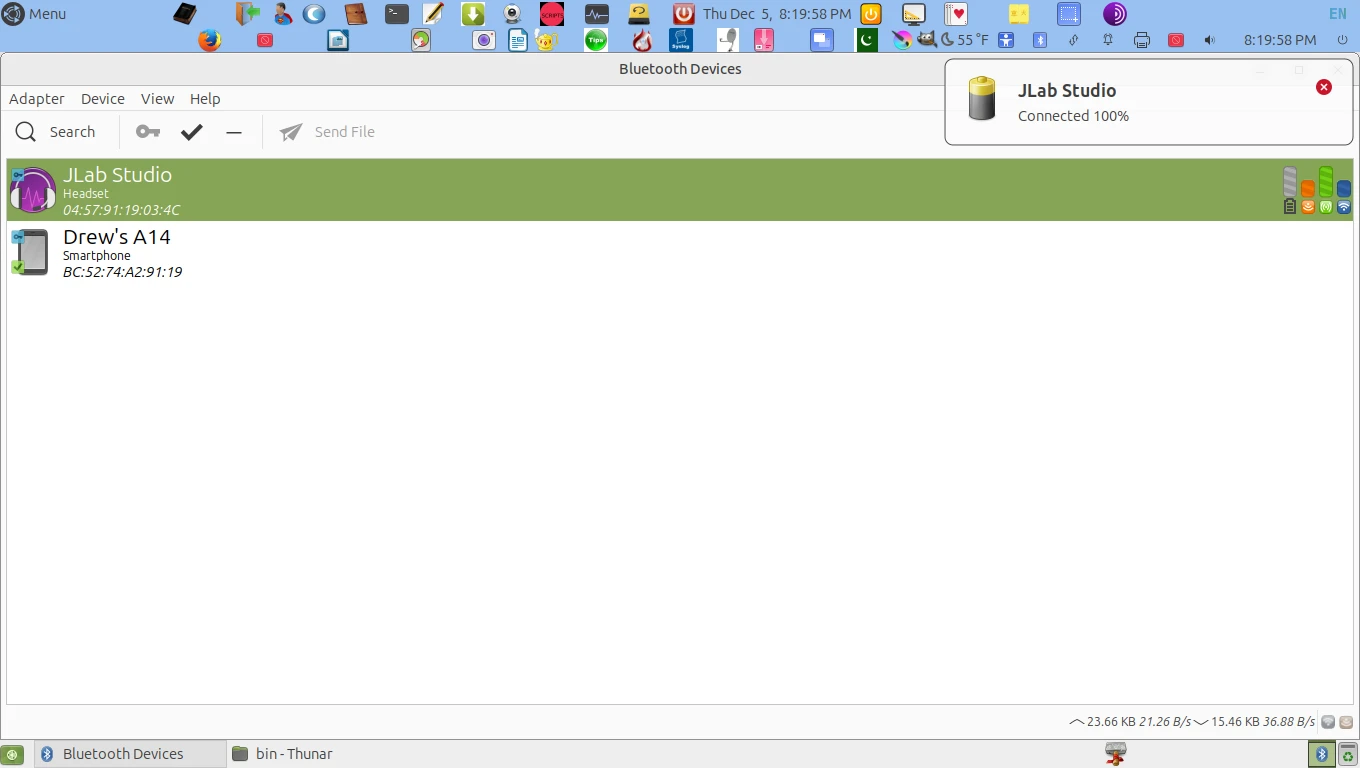 Menu
SCRIPTS
Thu Dec 5, 8:19:58 PM
EN
Tips
Syslog
55 °F
8:19:58 PM
Bluetooth Devices
JLab Studio
Connected 100%
Adapter Device View Help
Search
Send File
JLab Studio
Headset
04:57:91:19:03:4C
Drew's A14
Smartphone
BC:52:74:A2:91:19
23.66 KB 21.26 B/s 15.46 KB 36.88 B/s
Bluetooth Devices
bin - Thunar